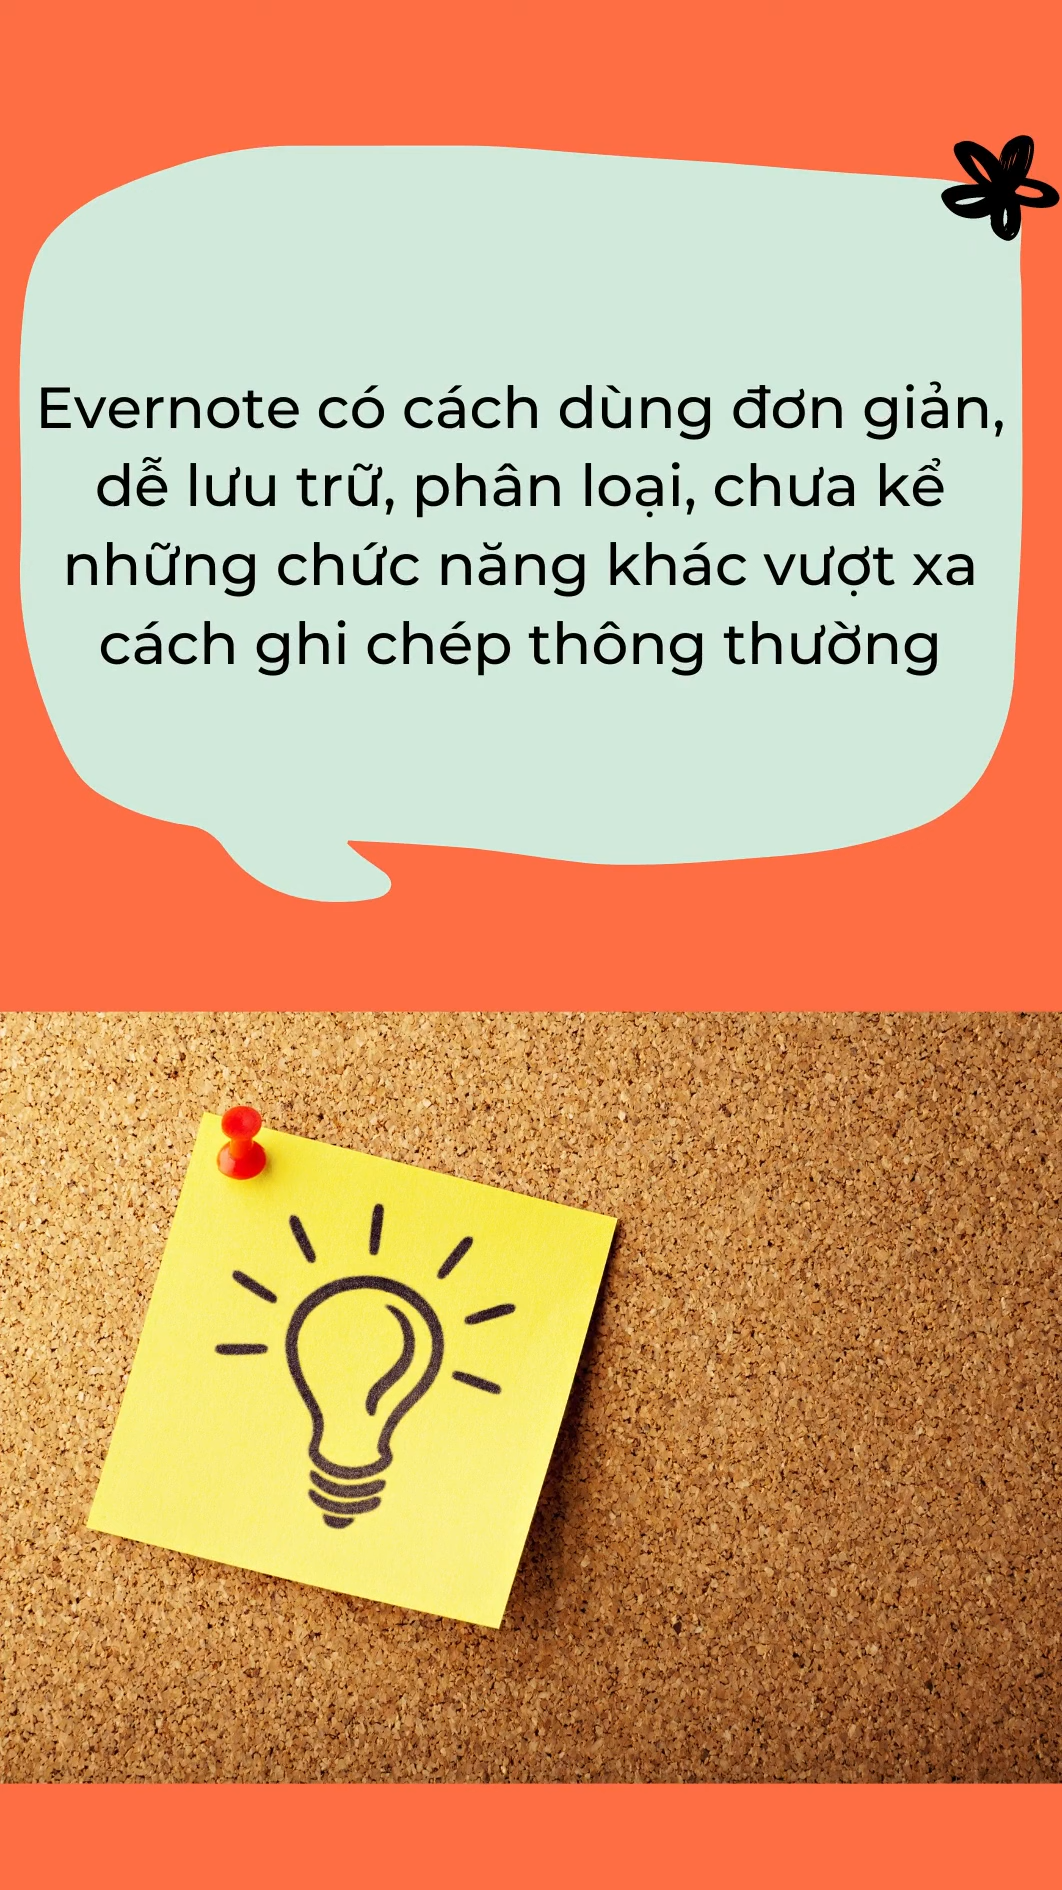 Evernote có cách dùng đơn giản,
dễ lưu trữ, phân loại, chưa kể
những chức năng khác vượt xa
cách ghi chép thông thường